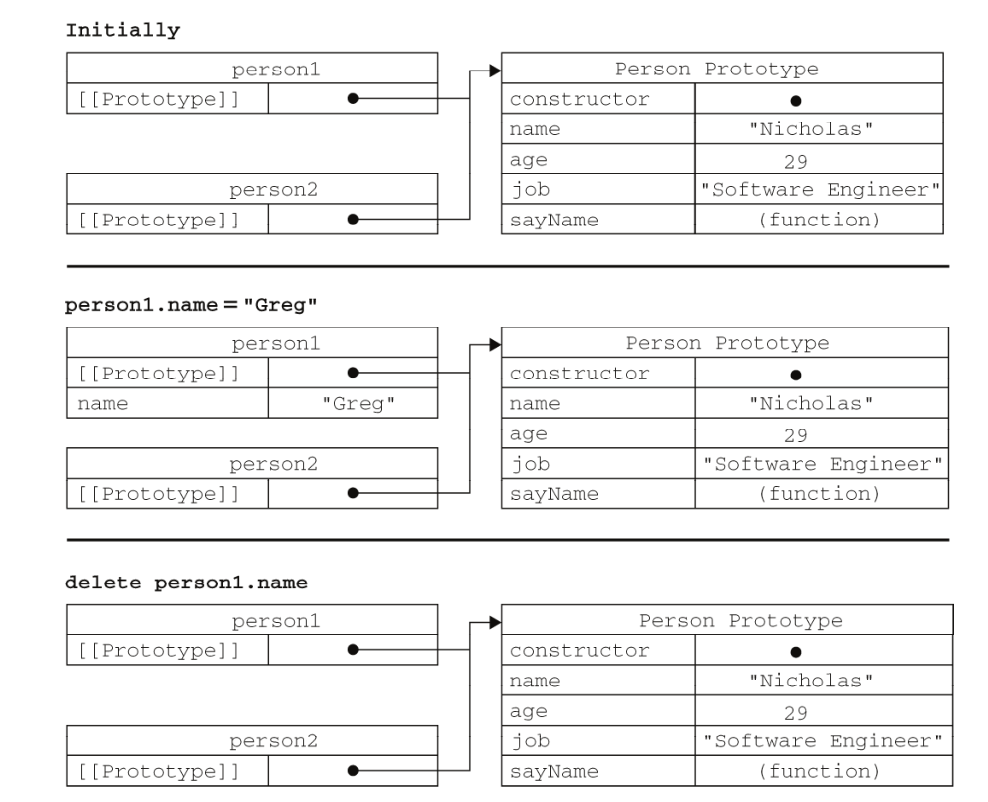 Initially
person1 Person Prototype
[[Prototype]] constructor
name "Nicholas"
age 29
person2 job "Software Engineer"
[[Prototype]] sayName (function)
person1.name = "Greg"
person1 Person Prototype
[[Prototype]] constructor
name "Greg" name "Nicholas"
age 29
person2 job "Software Engineer"
[[Prototype]] sayName (function)
delete person1.name
person1 Person Prototype
[[Prototype]] constructor
name "Nicholas"
age 29
person2 job "Software Engineer"
[[Prototype]] sayName (function)